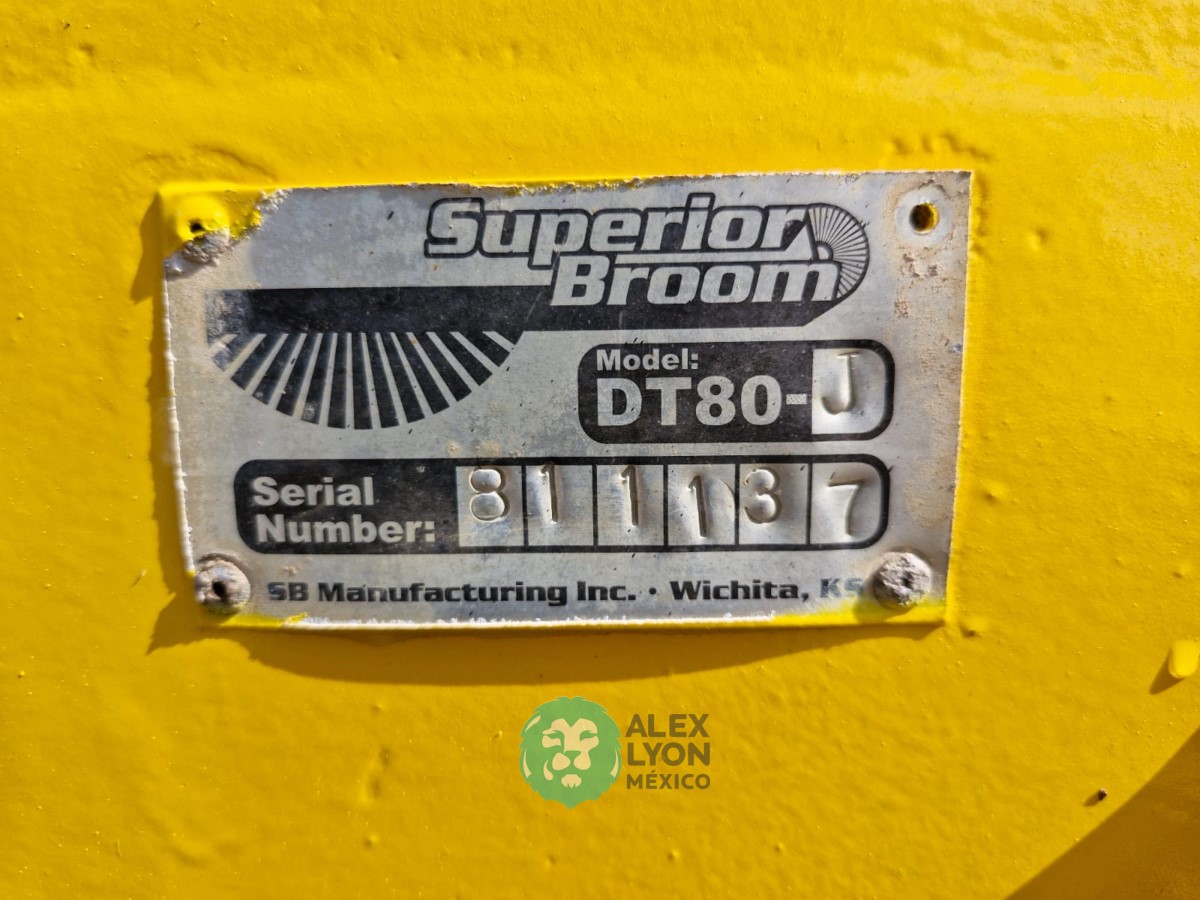 Superior
Broom
Model:
DT80-J
Serial
Number: 811137
SB Manufacturing Inc. • Wichita, KS
ALEX
LYON
MÉXICO